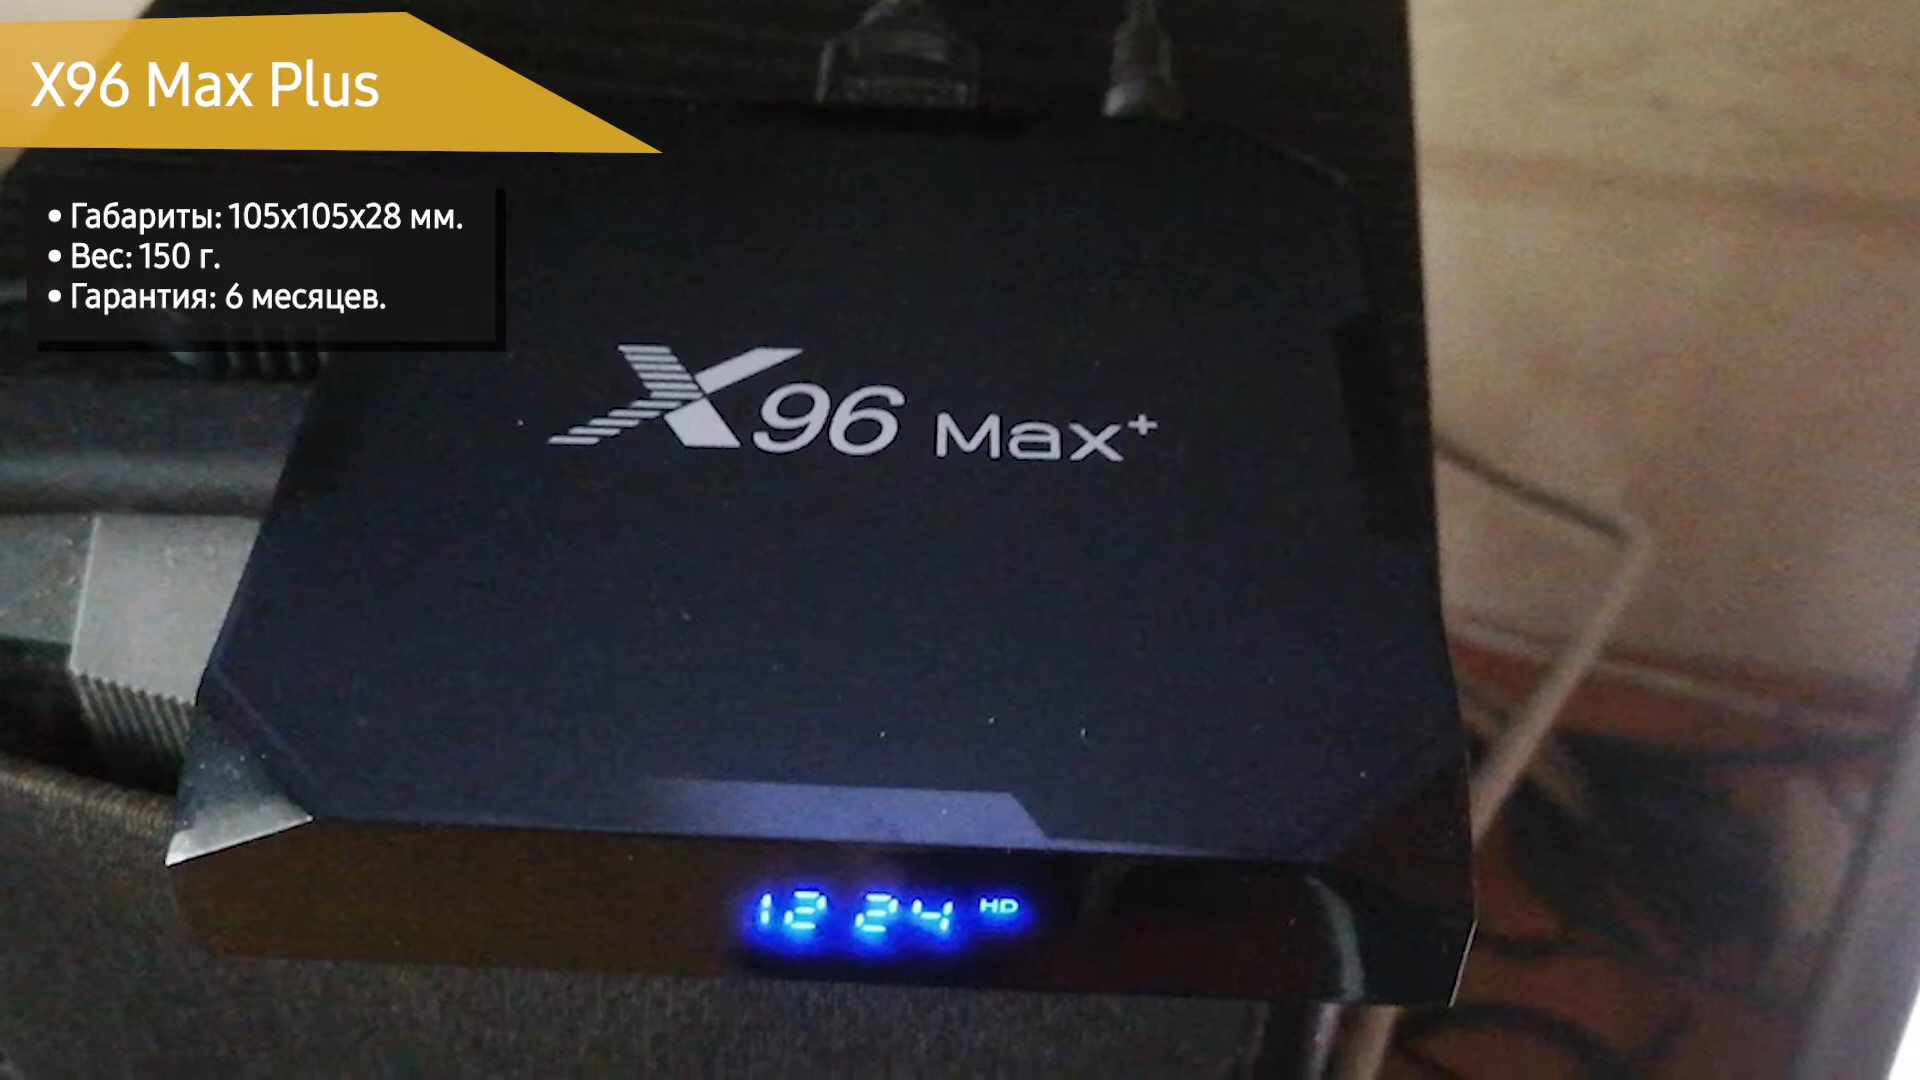 X96 Max Plus
• Габариты: 105x105x28 мм.
• Вес: 150 г.
• Гарантия: 6 месяцев.
X96 Max+
12 24 HD